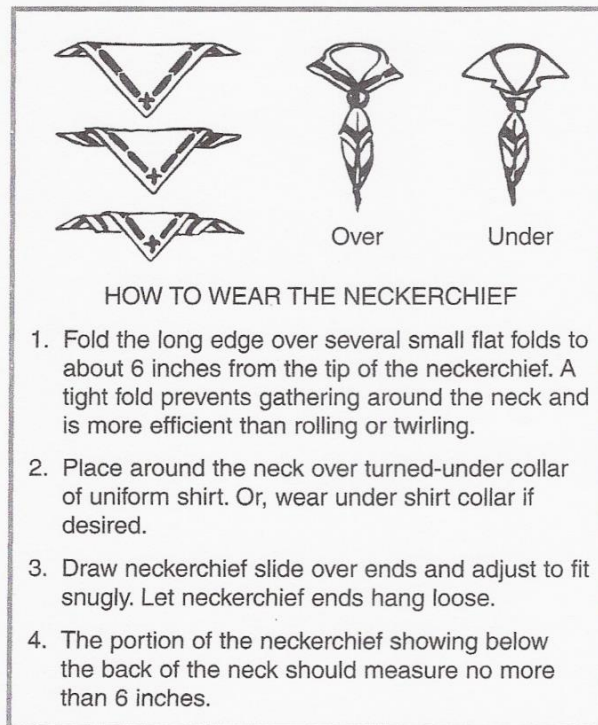 Over Under
HOW TO WEAR THE NECKERCHIEF
1. Fold the long edge over several small flat folds to
about 6 inches from the tip of the neckerchief. A
tight fold prevents gathering around the neck and
is more efficient than rolling or twirling.
2. Place around the neck over turned-under collar
of uniform shirt. Or, wear under shirt collar if
desired.
3. Draw neckerchief slide over ends and adjust to fit
snugly. Let neckerchief ends hang loose.
4. The portion of the neckerchief showing below
the back of the neck should measure no more
than 6 inches.